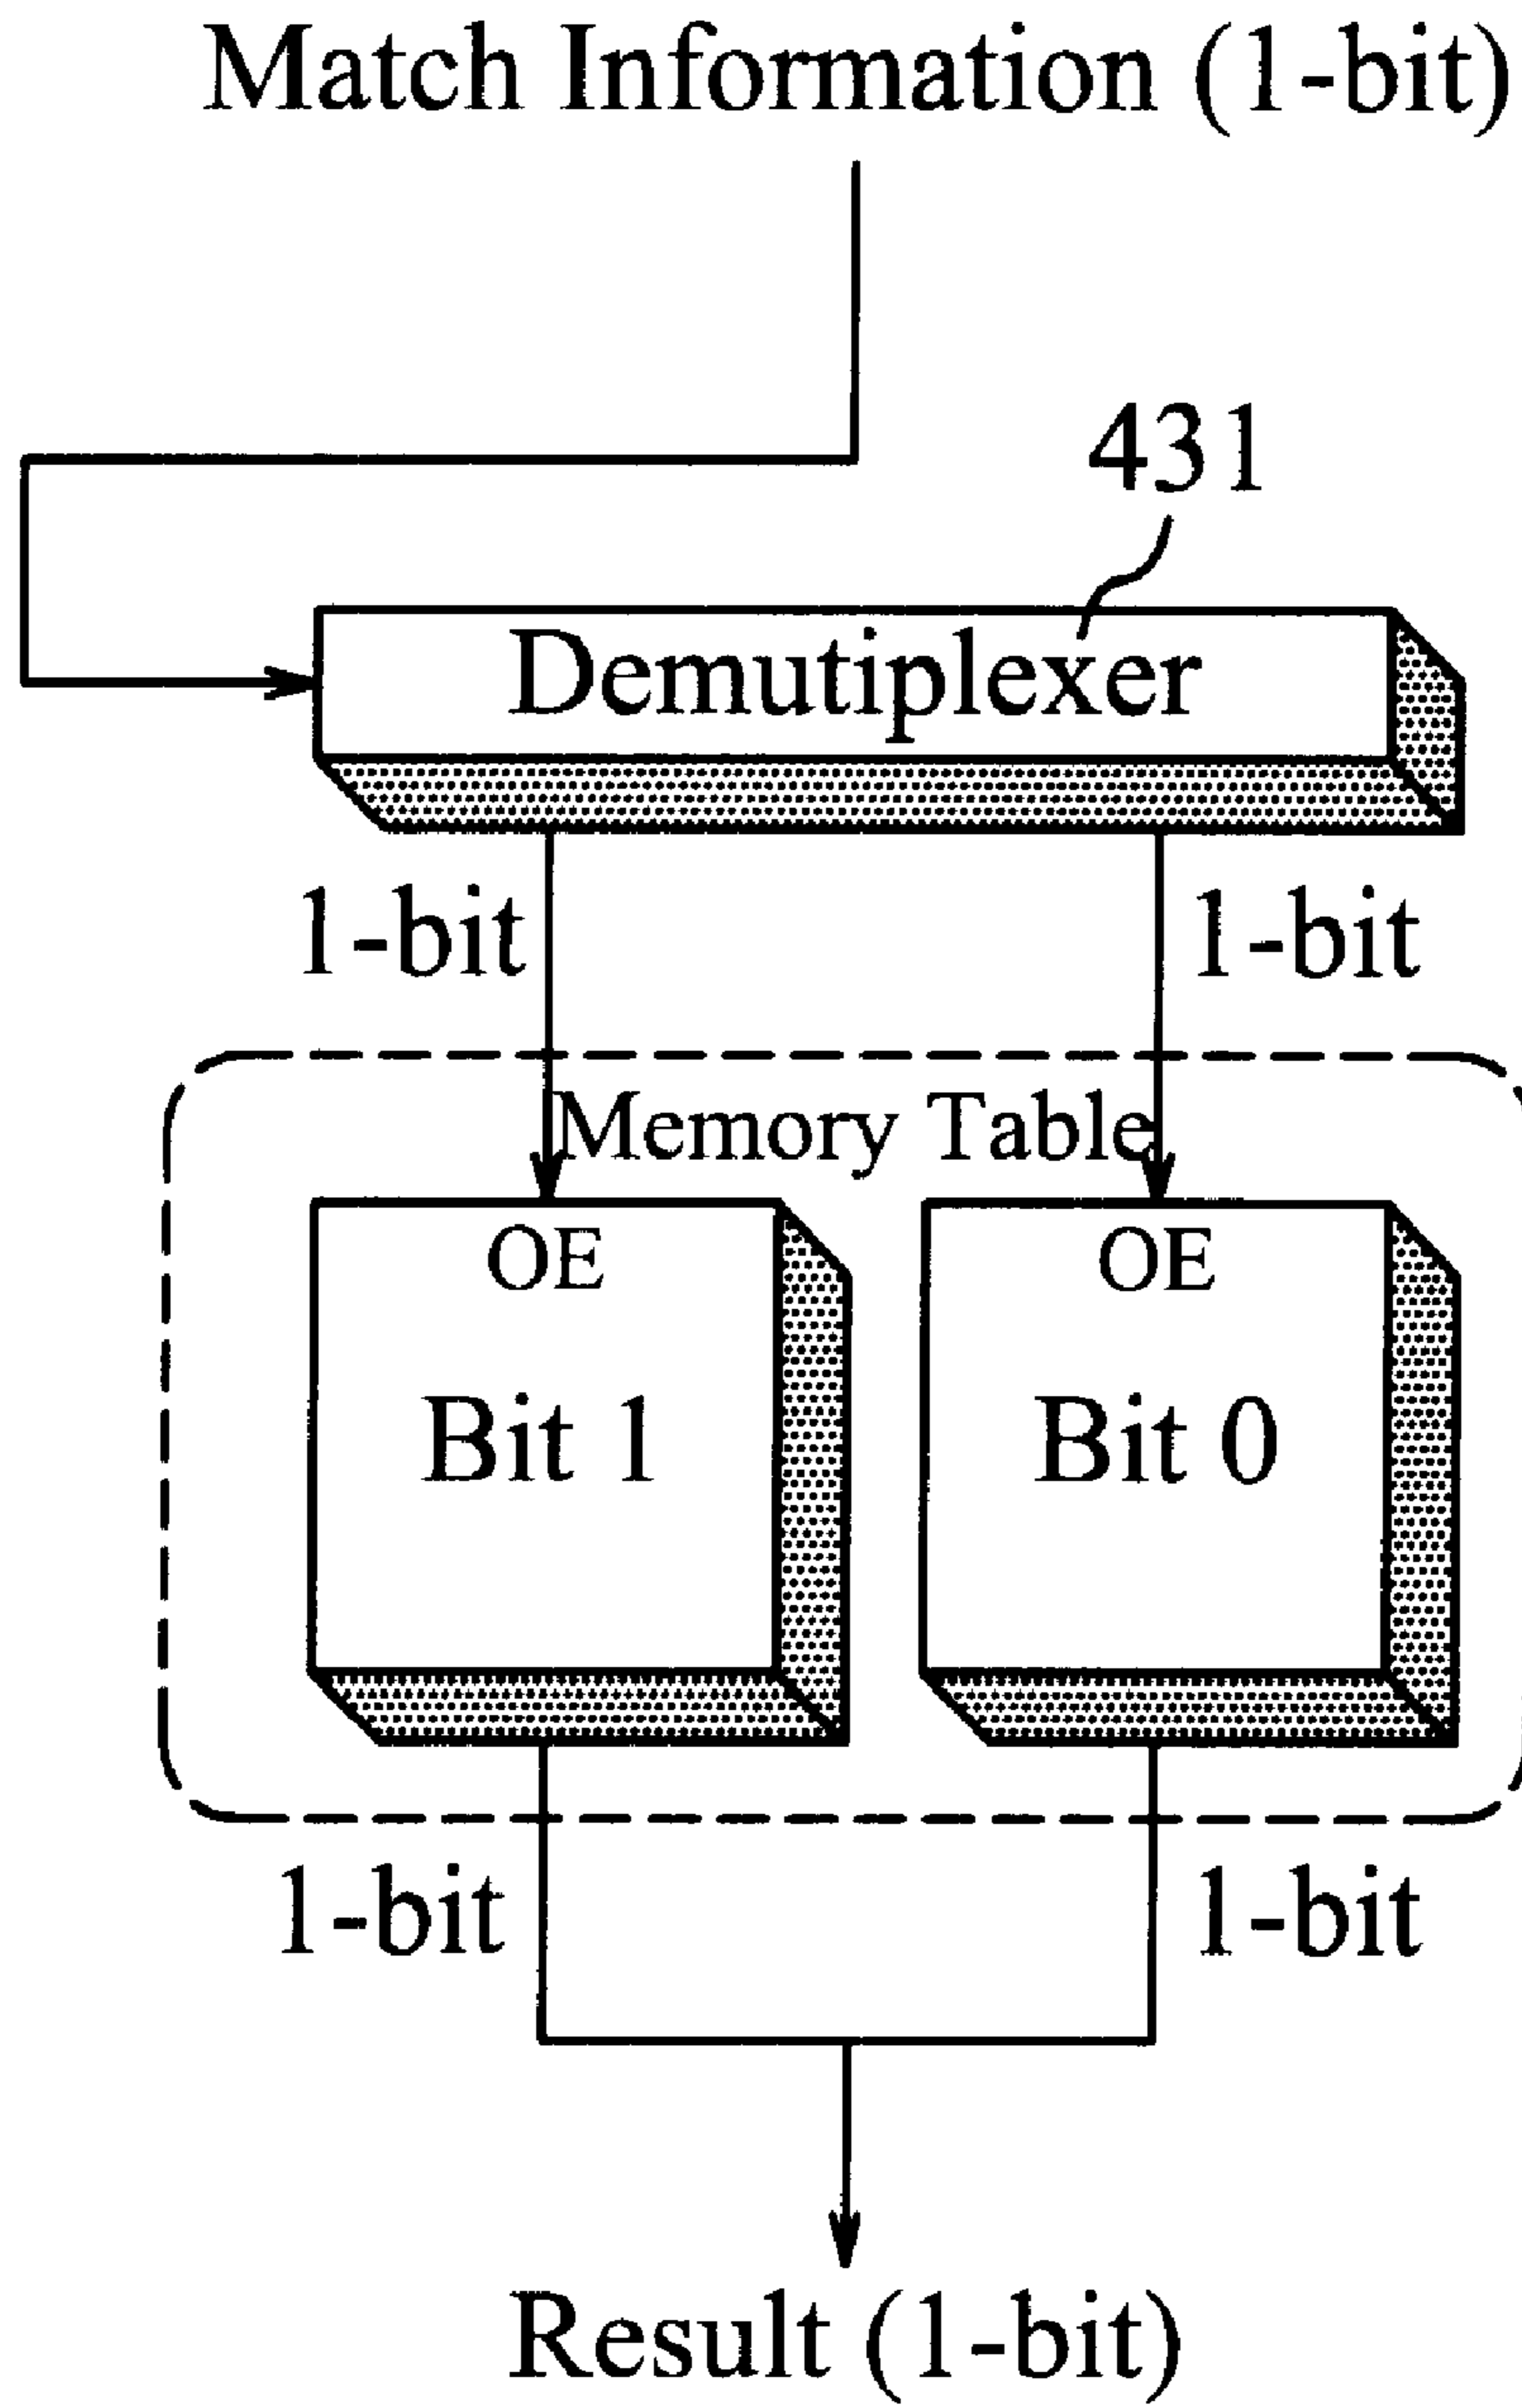 Match Information (1-bit)
431
Demutiplexer
1-bit
1-bit
Memory Table
OE
OE
Bit 1
Bit 0
1-bit
1-bit
Result (1-bit)